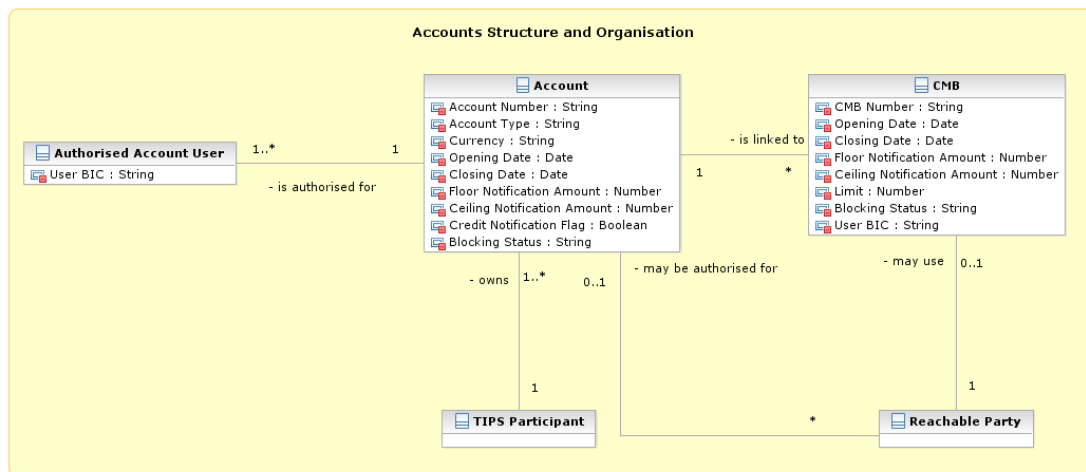 Accounts Structure and Organisation
Account
Account Number : String
Account Type : String
Currency : String
Opening Date : Date
Closing Date : Date
Floor Notification Amount : Number
Ceiling Notification Amount : Number
Credit Notification Flag : Boolean
Blocking Status : String
CMB
CMB Number : String
Opening Date : Date
Closing Date : Date
Floor Notification Amount : Number
Ceiling Notification Amount : Number
Limit : Number
Blocking Status : String
User BIC : String
Authorised Account User
User BIC : String
1..*
1
- is authorised for
- is linked to
1
*
- owns
1..*
0..1
- may be authorised for
- may use
0..1
1
*
1
TIPS Participant
Reachable Party